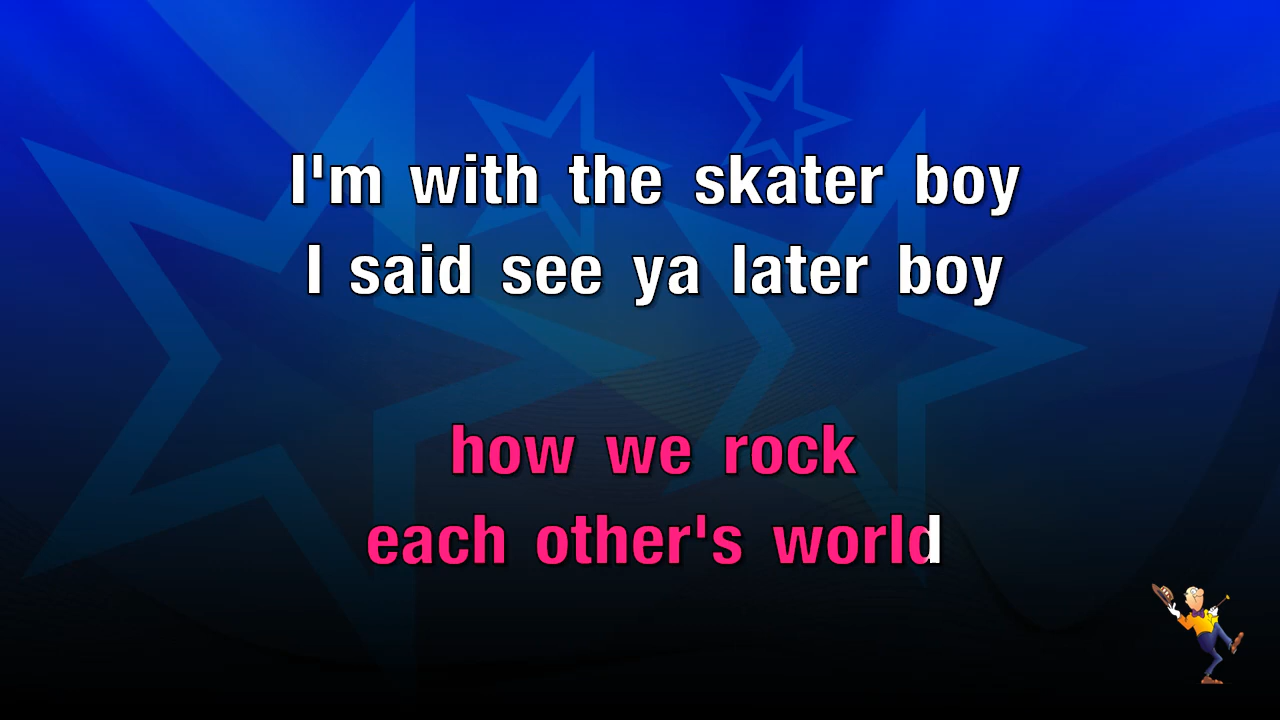 I'm with the skater boy
I said see ya later boy
how we rock
each other's world